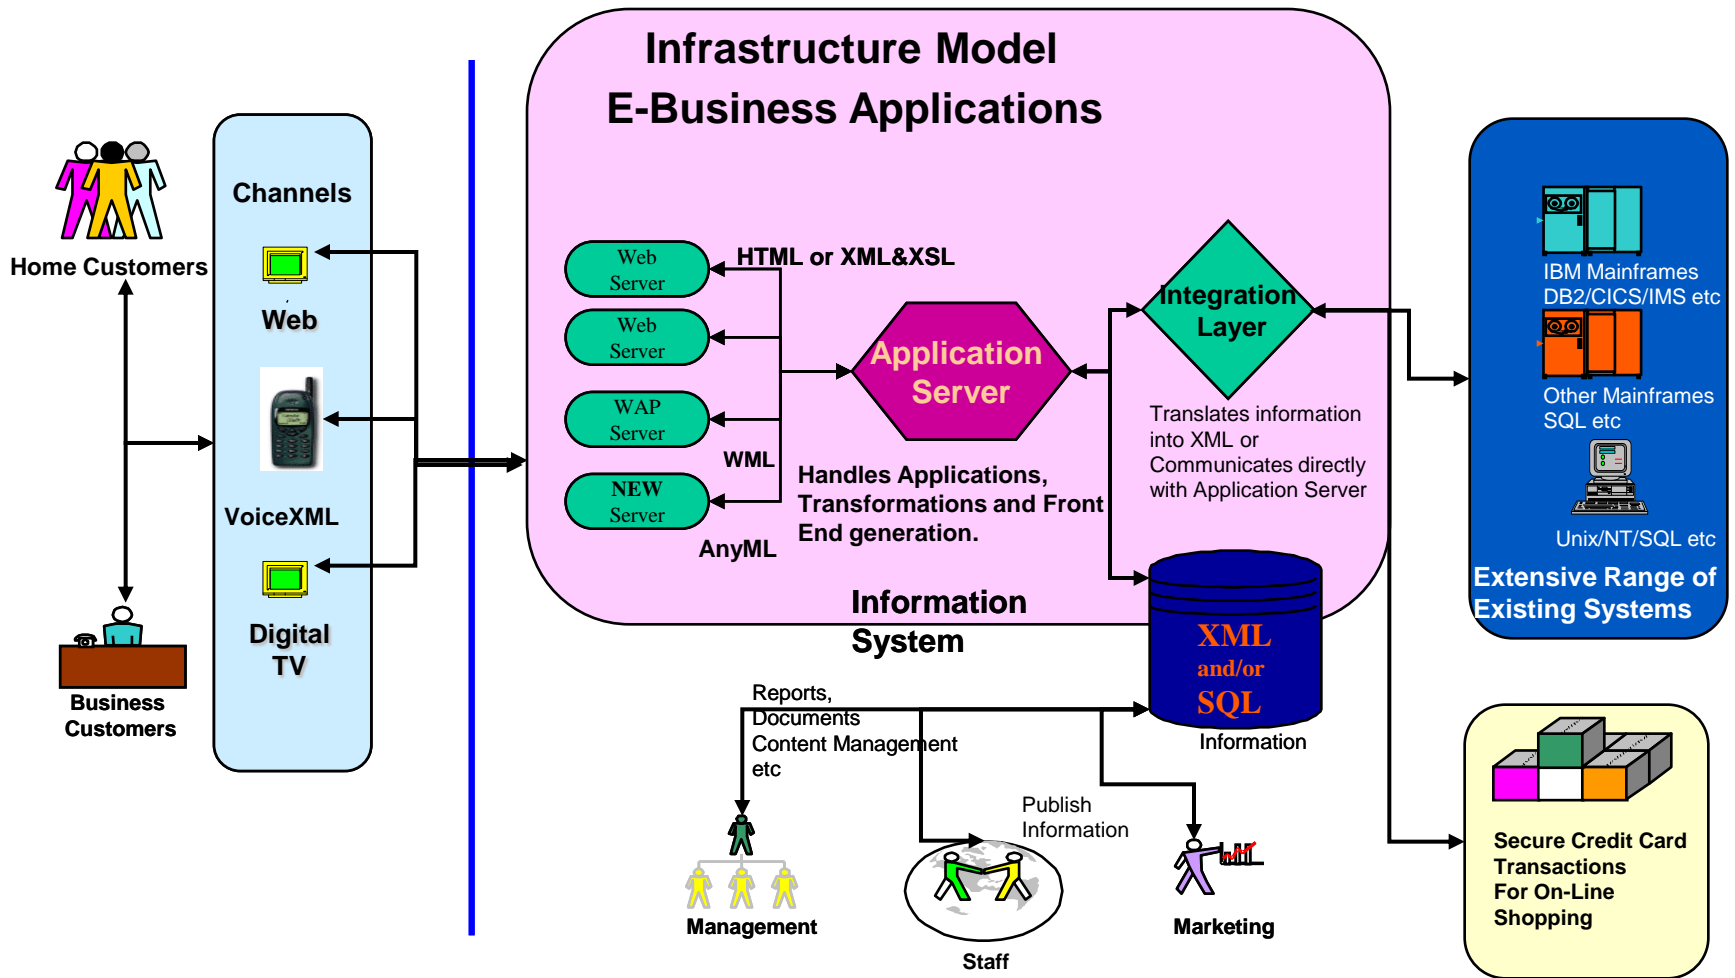 Infrastructure Model
E-Business Applications
Home Customers
Business
Customers
Channels
Web
VoiceXML
Digital
TV
Web
Server
Web
Server
WAP
Server
NEW
Server
HTML or XML&XSL
WML
AnyML
Application
Server
Handles Applications,
Transformations and Front
End generation.
Integration
Layer
Translates information
into XML or
Communicates directly
with Application Server
Information
System
XML
and/or
SQL
Information
Reports,
Documents
Content Management
etc
Publish
Information
Management
Staff
Marketing
IBM Mainframes
DB2/CICS/IMS etc
Other Mainframes
SQL etc
Unix/NT/SQL etc
Extensive Range of
Existing Systems
Secure Credit Card
Transactions
For On-Line
Shopping